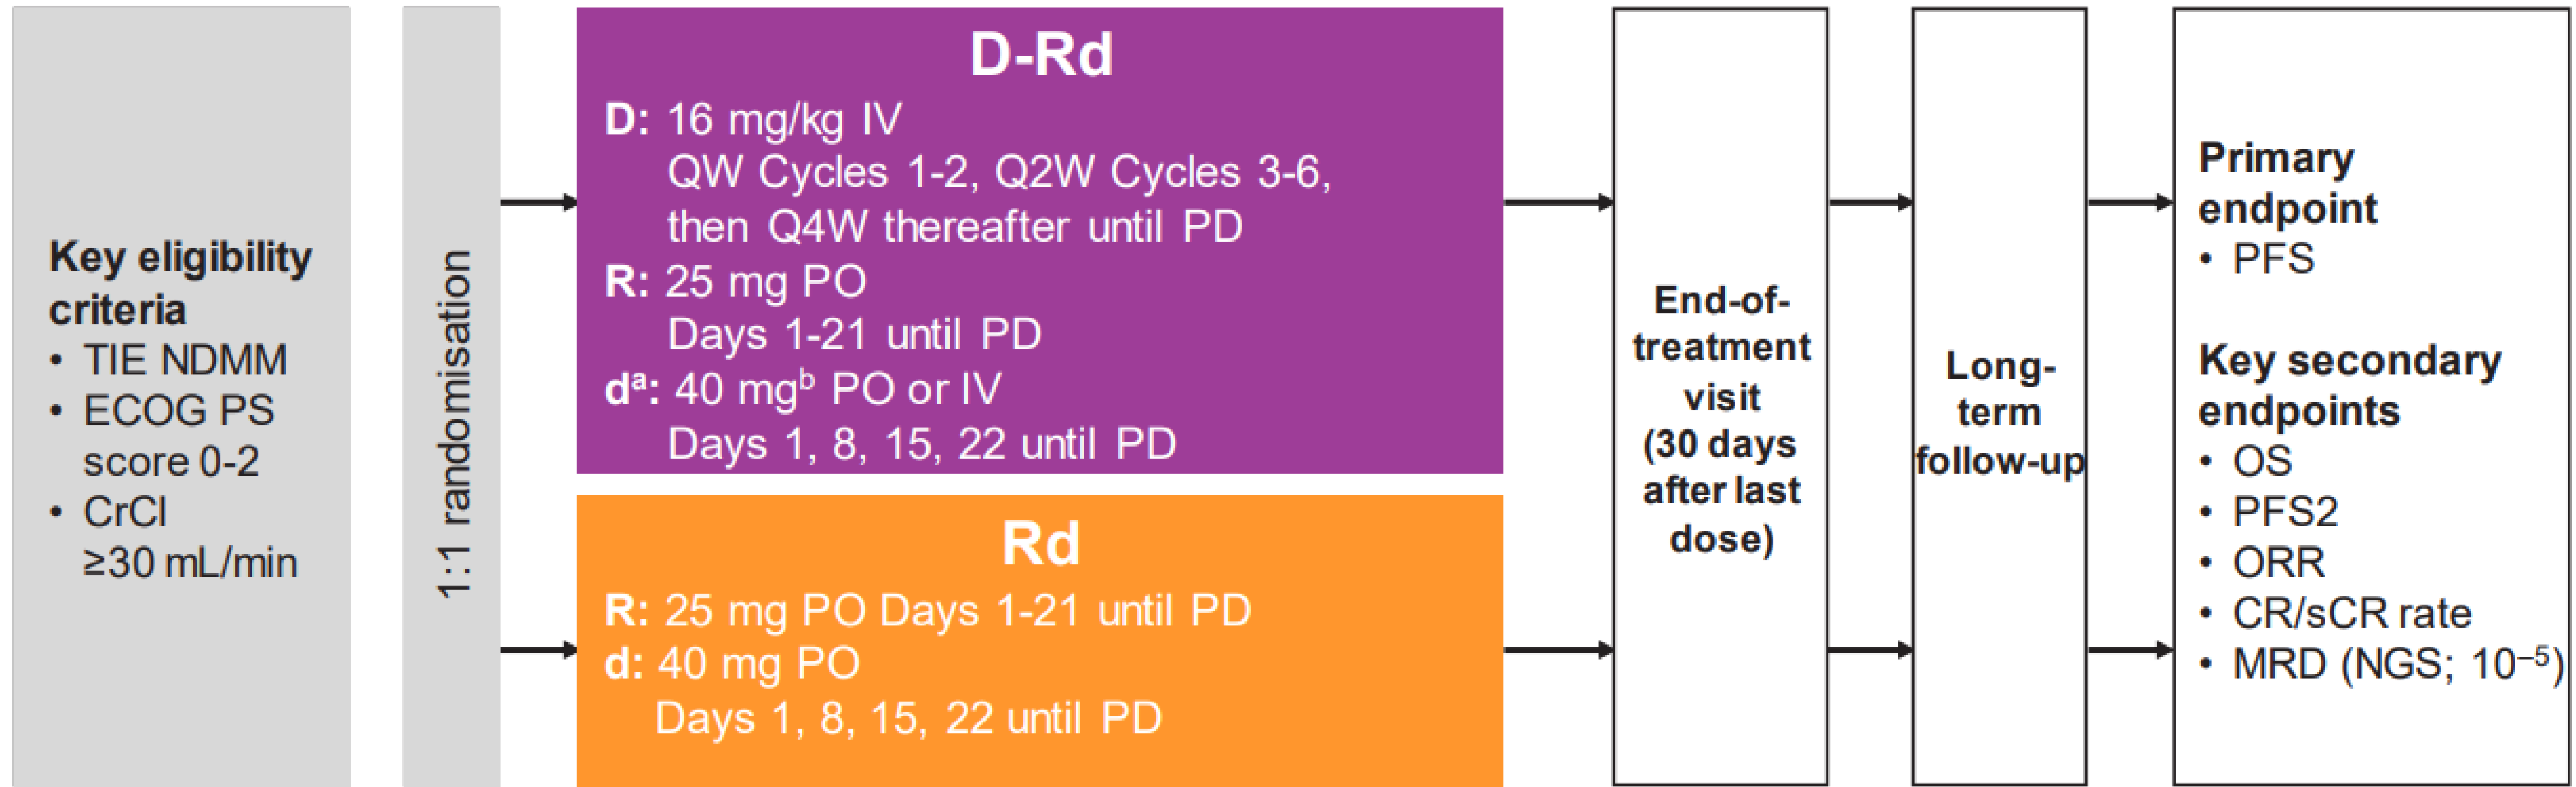 Key eligibility
criteria
• TIE NDMM
• ECOG PS
score 0-2
• CrCl
≥30 mL/min
1:1 randomisation
D-Rd
D: 16 mg/kg IV
QW Cycles 1-2, Q2W Cycles 3-6,
then Q4W thereafter until PD
R: 25 mg PO
Days 1-21 until PD
dᵃ: 40 mgᵇ PO or IV
Days 1, 8, 15, 22 until PD
Rd
R: 25 mg PO Days 1-21 until PD
d: 40 mg PO
Days 1, 8, 15, 22 until PD
End-of-
treatment
visit
(30 days
after last
dose)
Long-
term
follow-up
Primary
endpoint
• PFS
Key secondary
endpoints
• OS
• PFS2
• ORR
• CR/sCR rate
• MRD (NGS; 10⁻⁵)